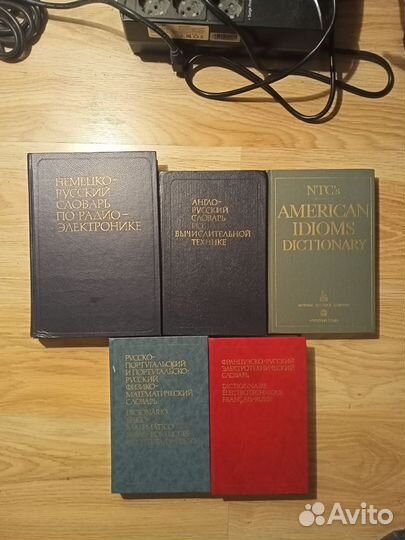 НЕМЕЦКО-
РУССКИЙ
СЛОВАРЬ
ПО РАДИО-
ЭЛЕКТРОНИКЕ
АНГЛО-
РУССКИЙ
СЛОВАРЬ
ПО
ВЫЧИСЛИТЕЛЬНОЙ
ТЕХНИКЕ
NTC's
AMERICAN
IDIOMS
DICTIONARY
РУССКО-
ПОРТУГАЛЬСКИЙ
И ПОРТУГАЛЬСКО-
РУССКИЙ
ФИЗИКО-
МАТЕМАТИЧЕСКИЙ
СЛОВАРЬ
DICIONÁRIO
ФРАНЦУЗСКО-РУССКИЙ
ЭЛЕКТРОТЕХНИЧЕСКИЙ
СЛОВАРЬ
DICTIONNAIRE
ÉLECTROTECHNIQUE
FRANÇAIS-RUSSE
Avito